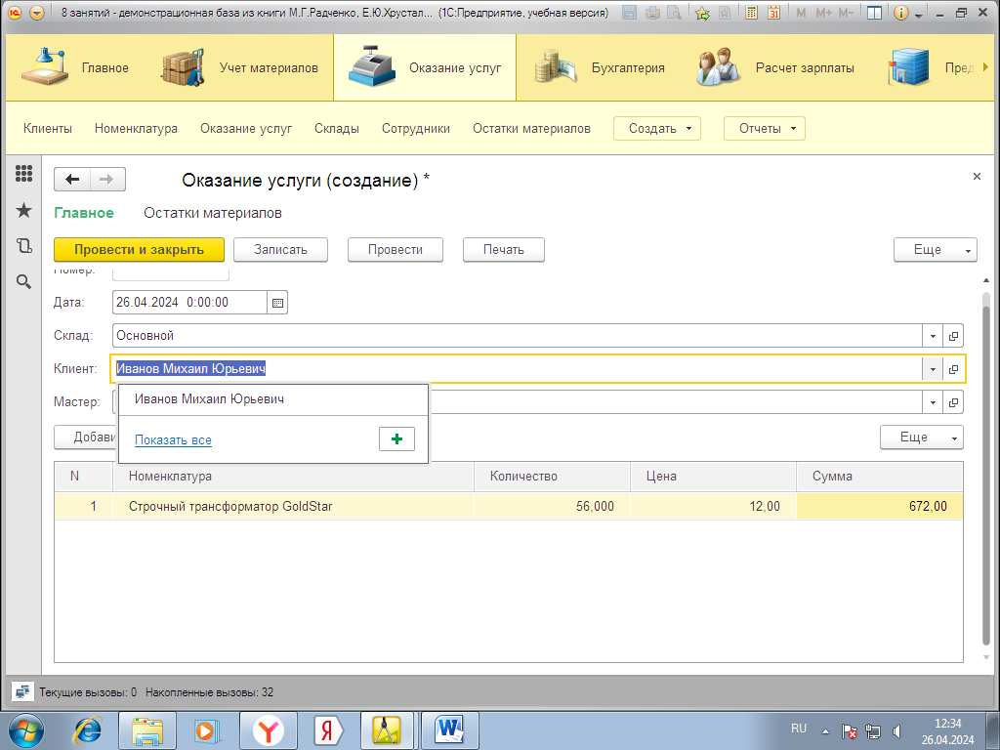 8 занятий - демонстрационная база из книги М.Г.Радченко, Е.Ю.Хрустал... (1С:Предприятие, учебная версия) M M+ M-
Главное Учет материалов Оказание услуг Бухгалтерия Расчет зарплаты Пред
Клиенты Номенклатура Оказание услуг Склады Сотрудники Остатки материалов Создать Отчеты
Оказание услуги (создание) *
Главное Остатки материалов
Провести и закрыть Записать Провести Печать Еще
Номер:
Дата: 26.04.2024 0:00:00
Склад: Основной
Клиент: Иванов Михаил Юрьевич
Мастер: Иванов Михаил Юрьевич
Показать все
Добави Еще
N Номенклатура Количество Цена Сумма
1 Строчный трансформатор GoldStar 56,000 12,00 672,00
Текущие вызовы: 0 Накопленные вызовы: 32
RU 12:34
26.04.2024